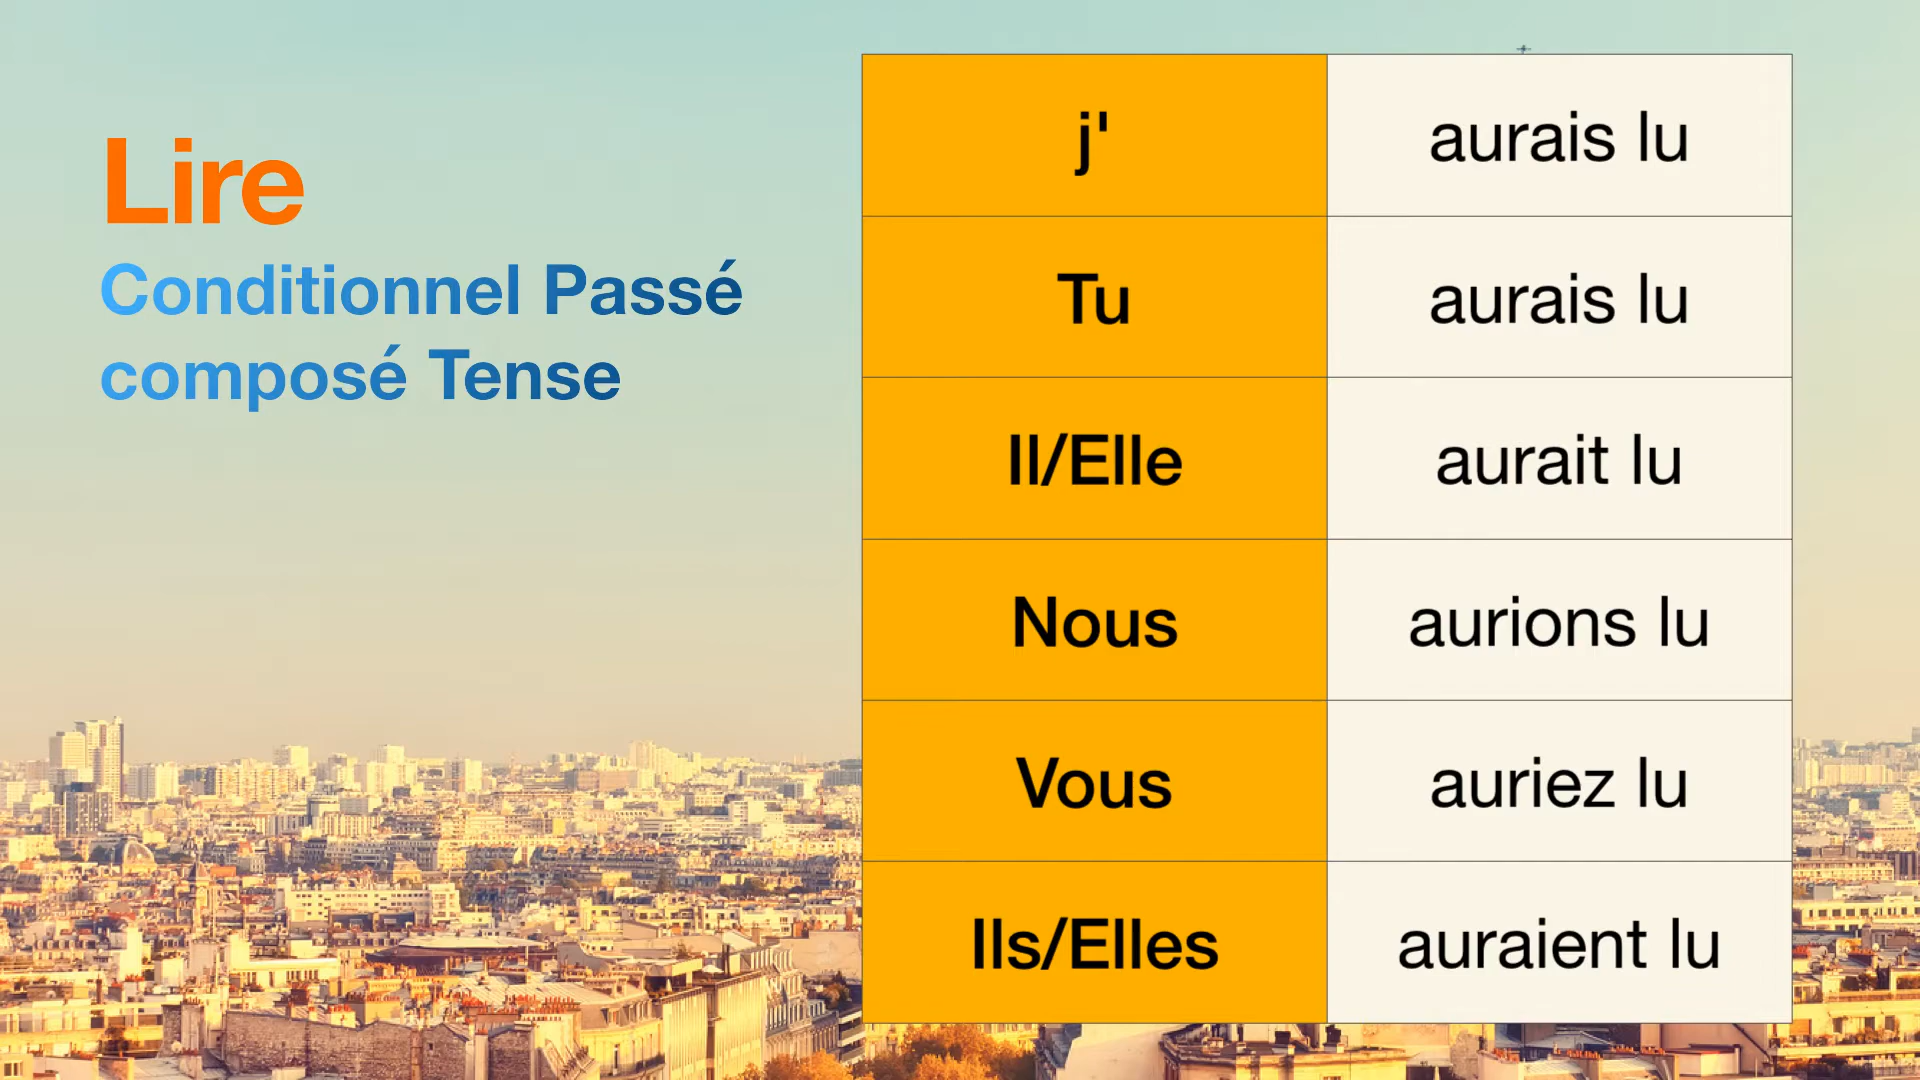 Lire
Conditionnel Passé
composé Tense
j' aurais lu
Tu aurais lu
Il/Elle aurait lu
Nous aurions lu
Vous auriez lu
Ils/Elles auraient lu